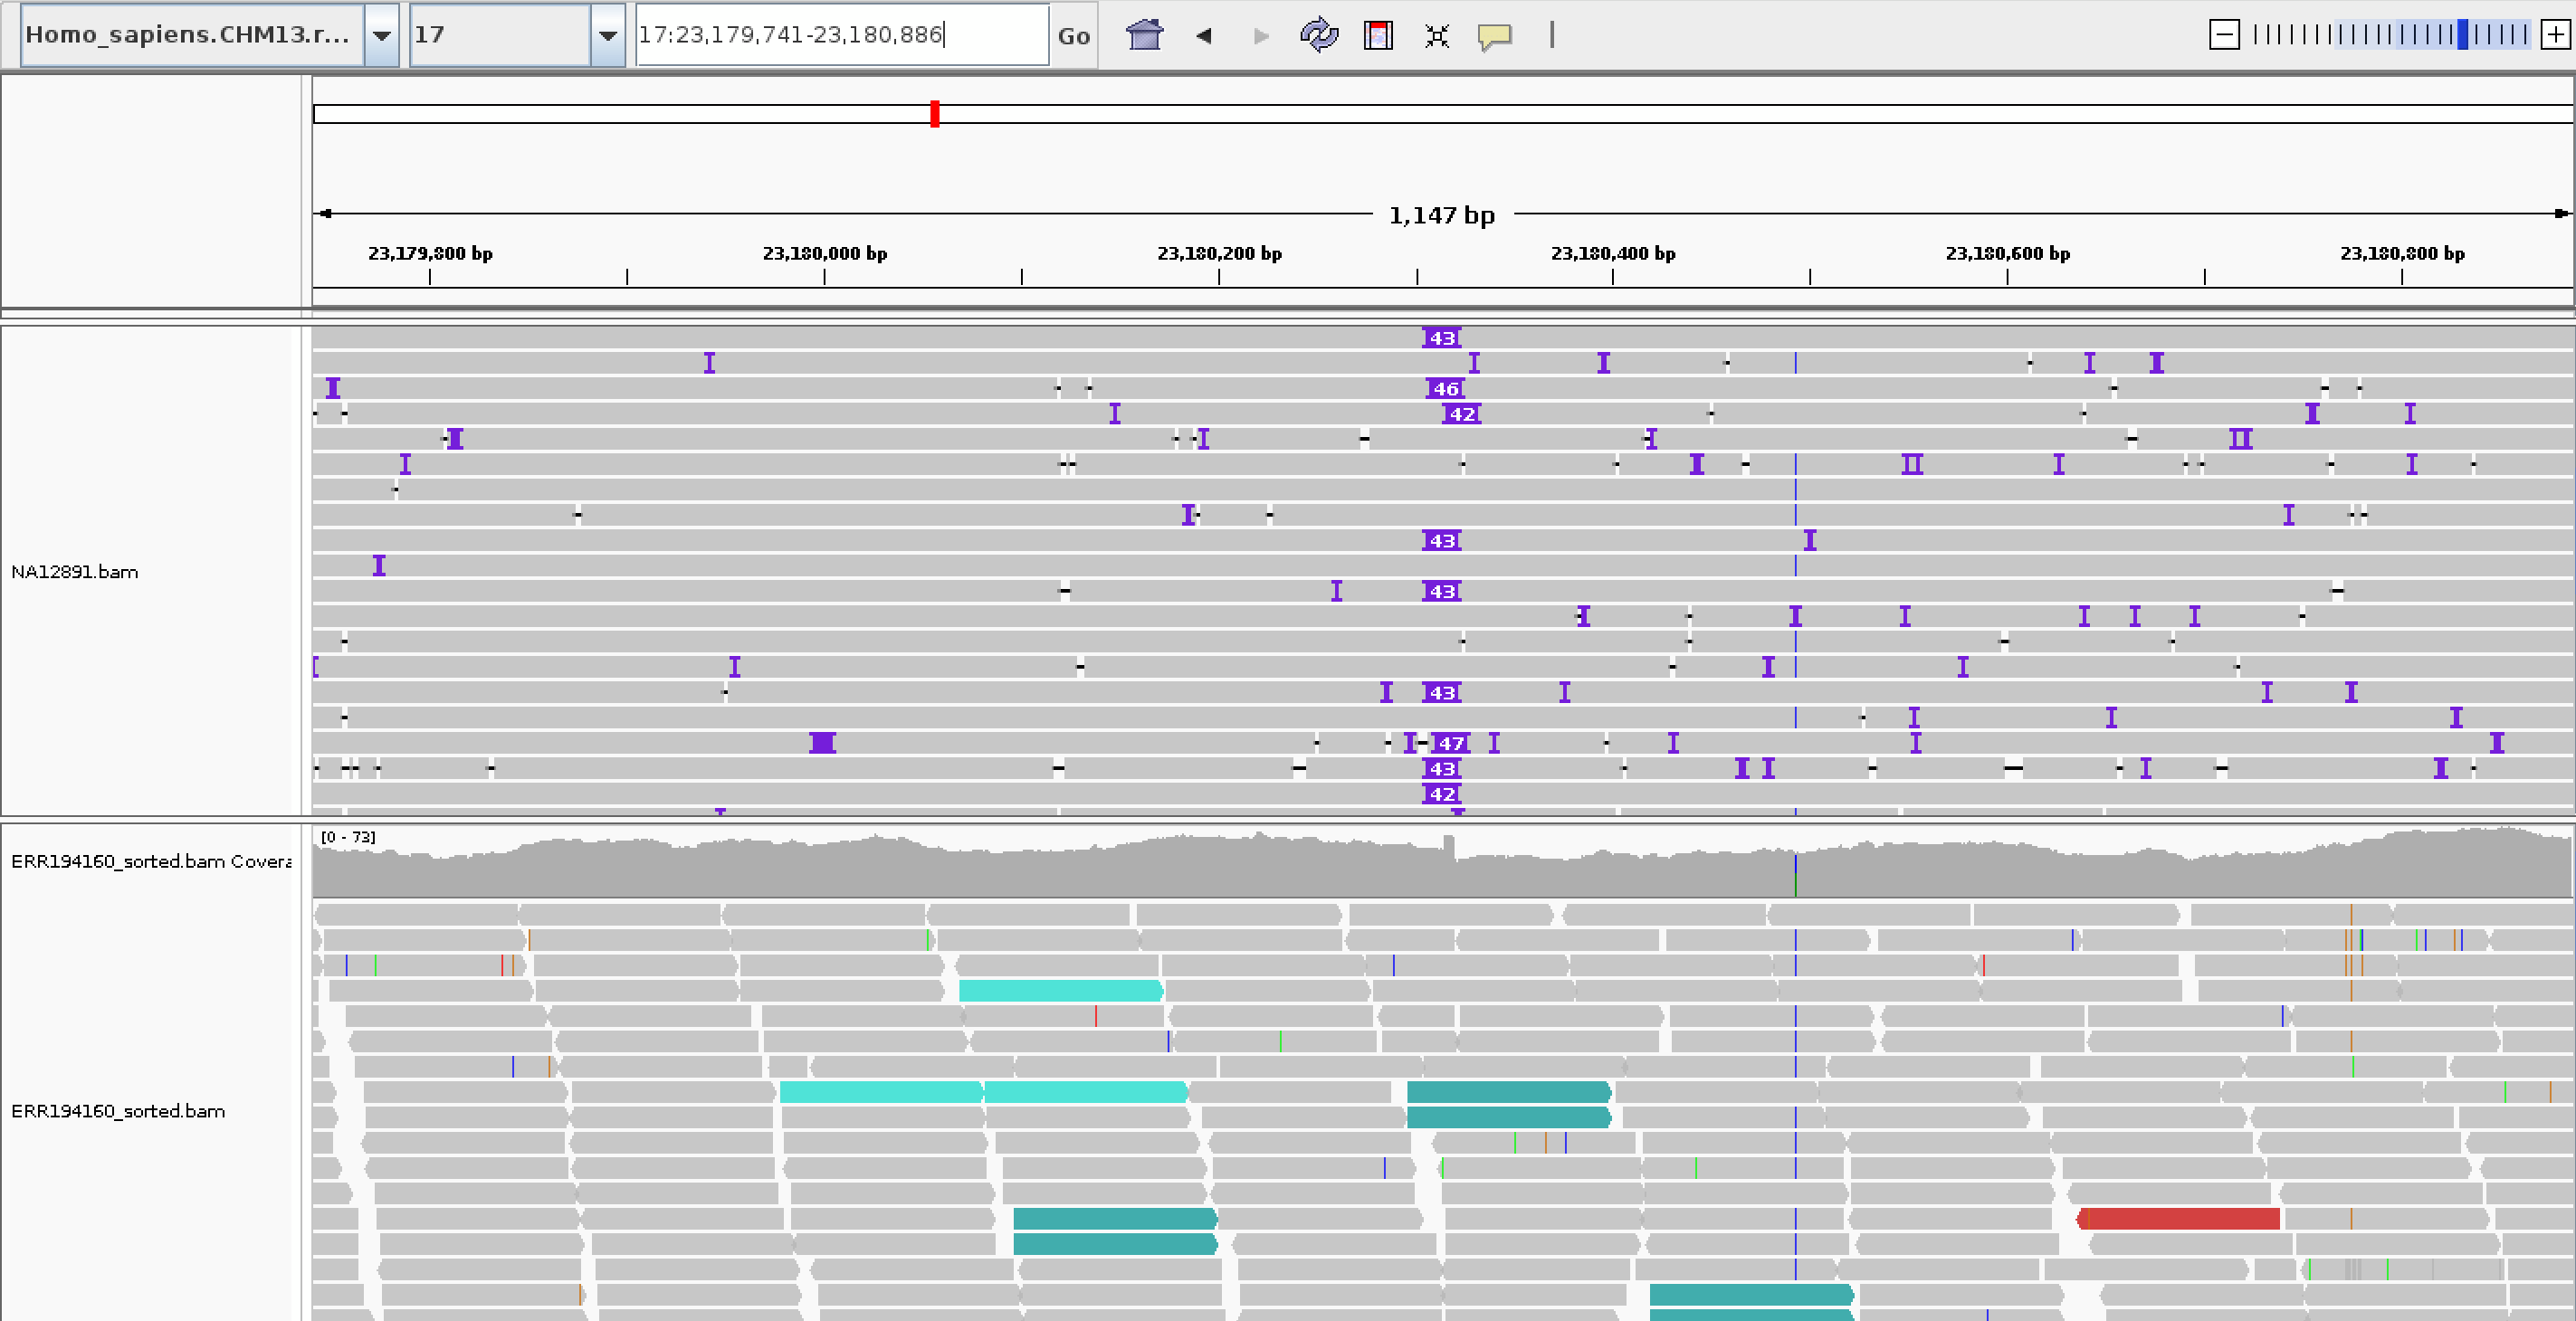 Homo_sapiens.CHM13.r... 17 17:23,179,741-23,180,886 Go
1,147 bp
23,179,800 bp 23,180,000 bp 23,180,200 bp 23,180,400 bp 23,180,600 bp 23,180,800 bp
43
46
42
43
NA12891.bam
43
43
47
43
42
[0 - 73]
ERR194160_sorted.bam Covera
ERR194160_sorted.bam